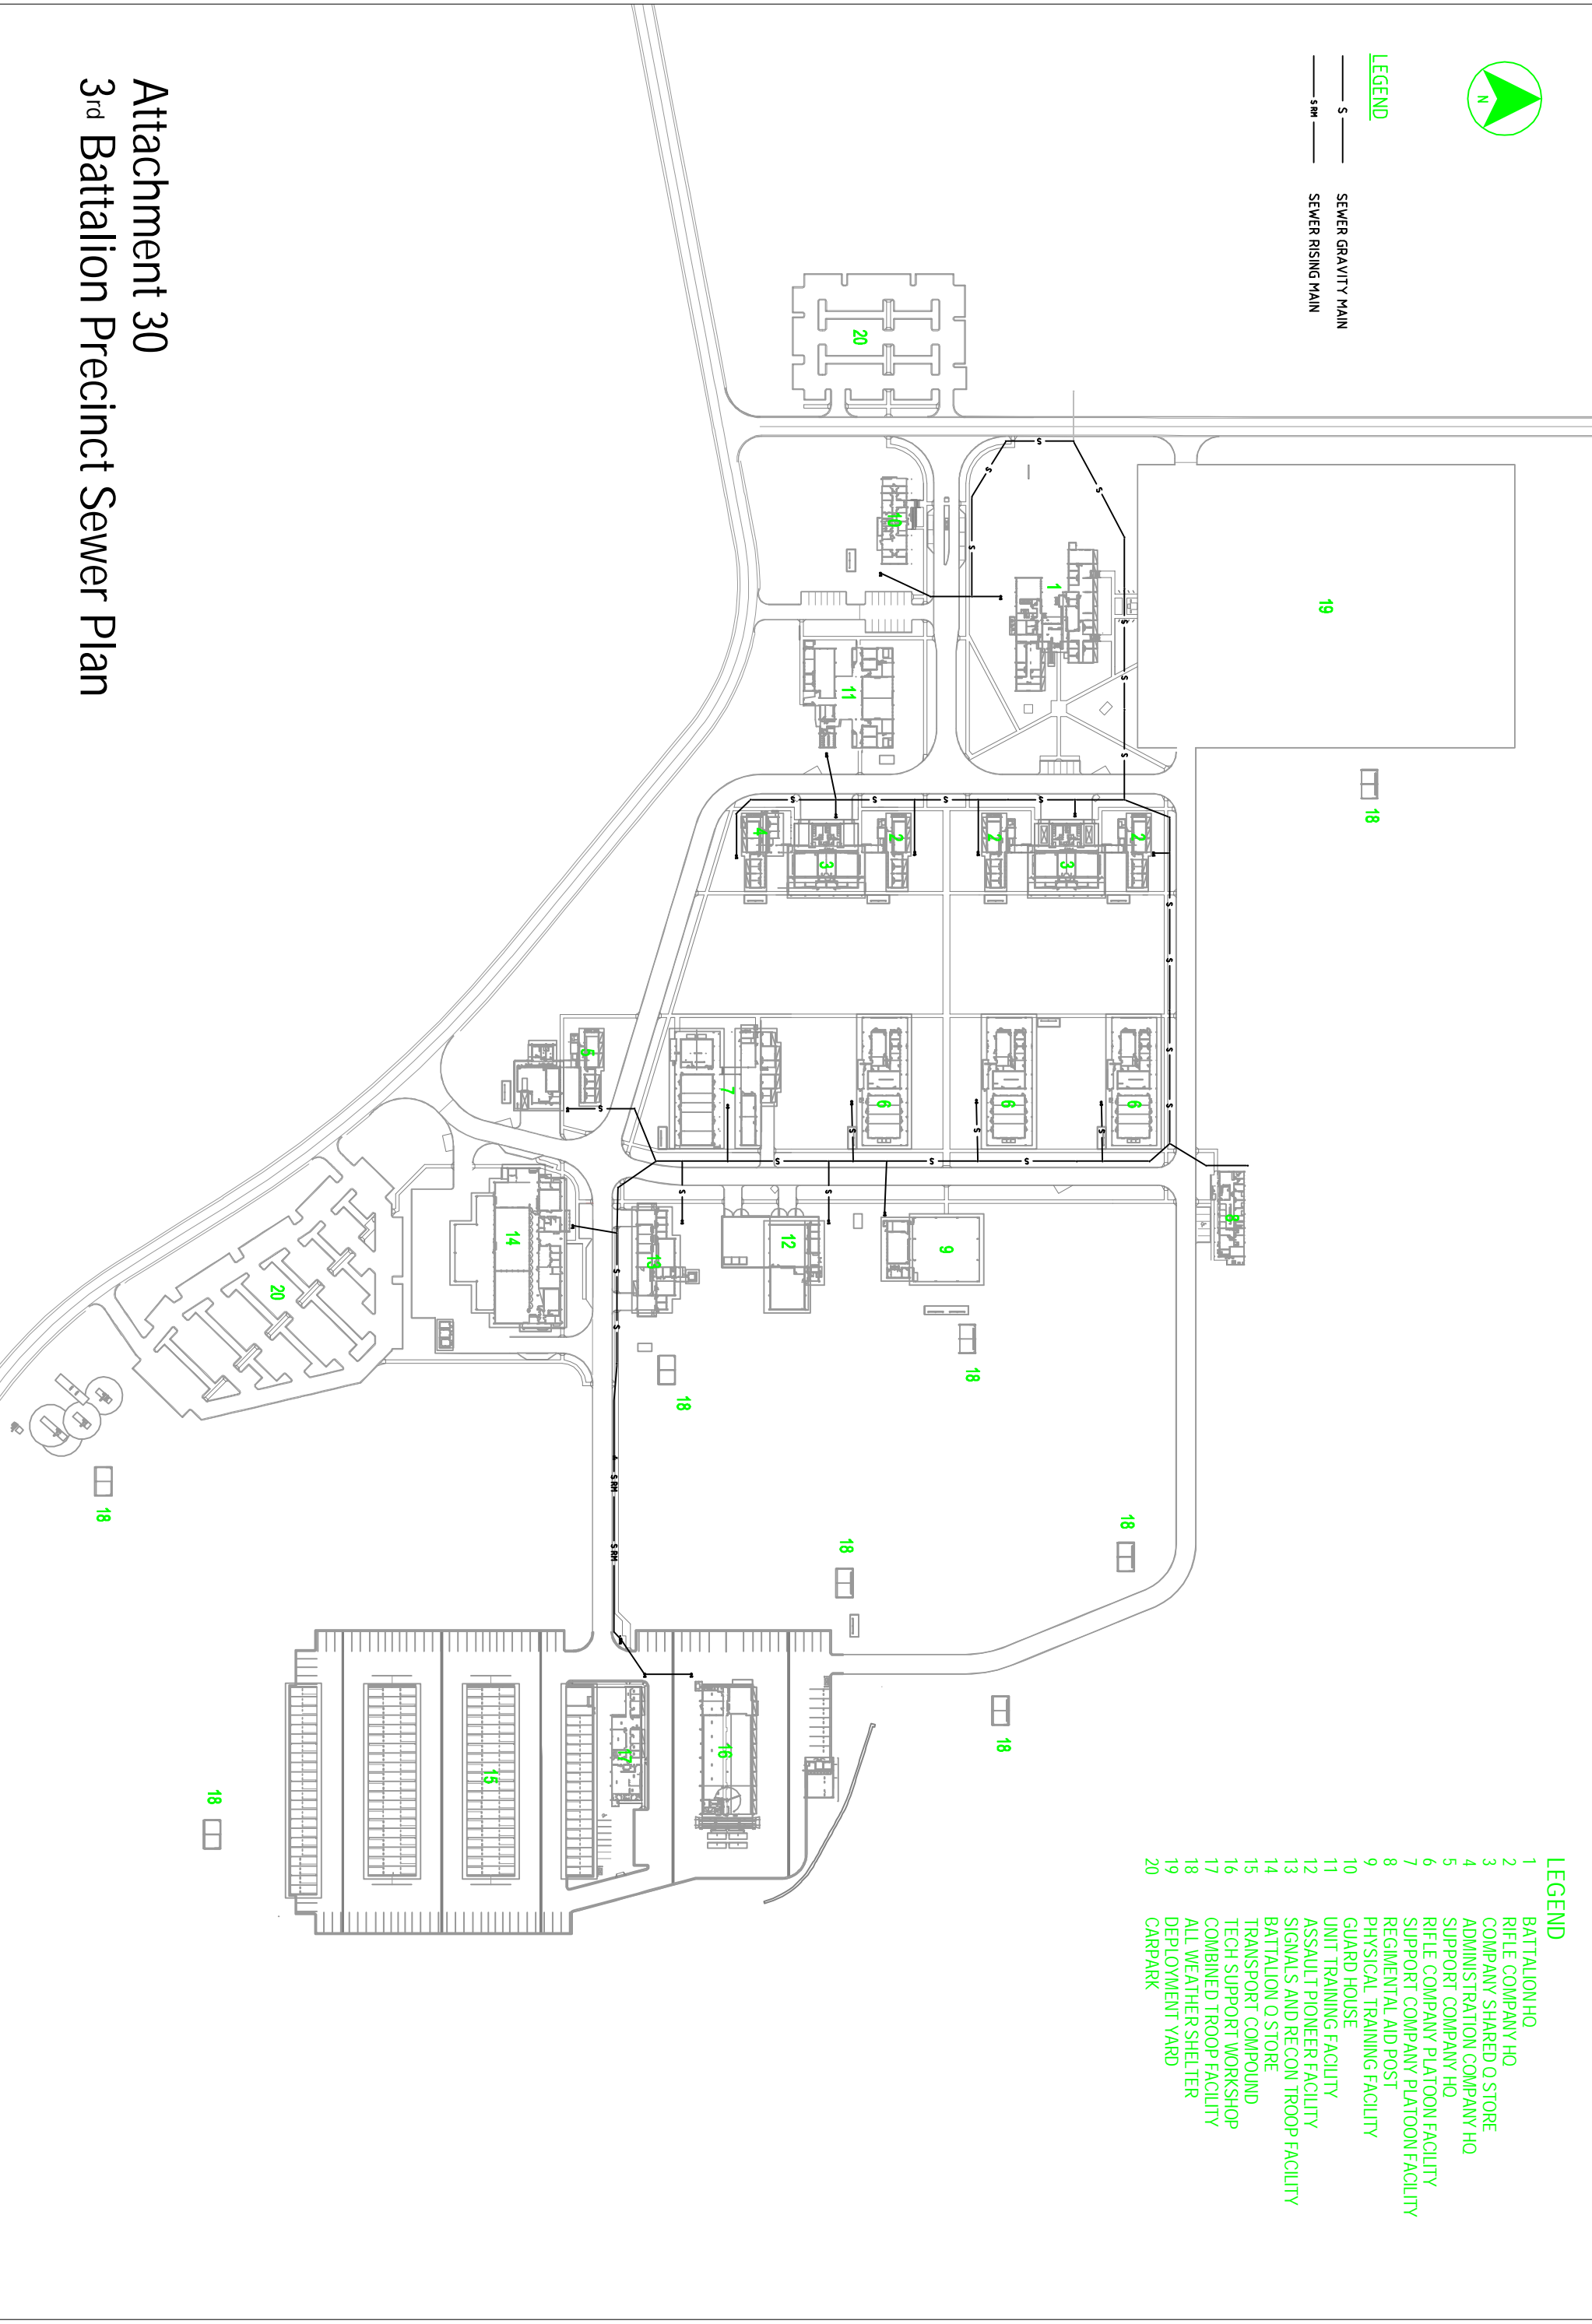 N
LEGEND
S SEWER GRAVITY MAIN
S RM SEWER RISING MAIN
LEGEND
1 BATTALION HQ
2 RIFLE COMPANY HQ
3 COMPANY SHARED Q STORE
4 ADMINISTRATION COMPANY HQ
5 SUPPORT COMPANY HQ
6 RIFLE COMPANY PLATOON FACILITY
7 SUPPORT COMPANY PLATOON FACILITY
8 REGIMENTAL AID POST
9 PHYSICAL TRAINING FACILITY
10 GUARD HOUSE
11 UNIT TRAINING FACILITY
12 ASSAULT PIONEER FACILITY
13 SIGNALS AND RECON TROOP FACILITY
14 BATTALION Q STORE
15 TRANSPORT COMPOUND
16 TECH SUPPORT WORKSHOP
17 COMBINED TROOP FACILITY
18 ALL WEATHER SHELTER
19 DEPLOYMENT YARD
20 CARPARK
19
18
20
10
1
11
4
3
2
2
3
2
5
7
6
6
6
8
14
13
12
9
20
18
18
18
18
18
S RM
S RM
15
17
16
18
18
Attachment 30
3rd Battalion Precinct Sewer Plan